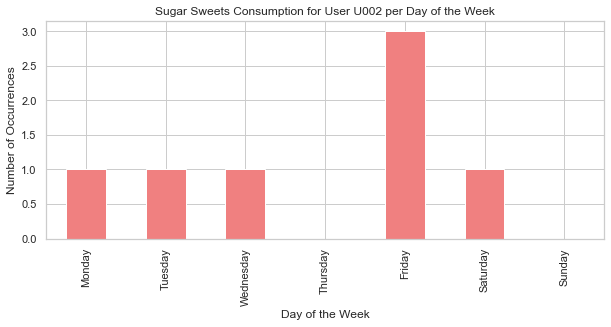 Sugar Sweets Consumption for User U002 per Day of the Week
Number of Occurrences
3.0
2.5
2.0
1.5
1.0
0.5
0.0
Monday
Tuesday
Wednesday
Thursday
Friday
Saturday
Sunday
Day of the Week